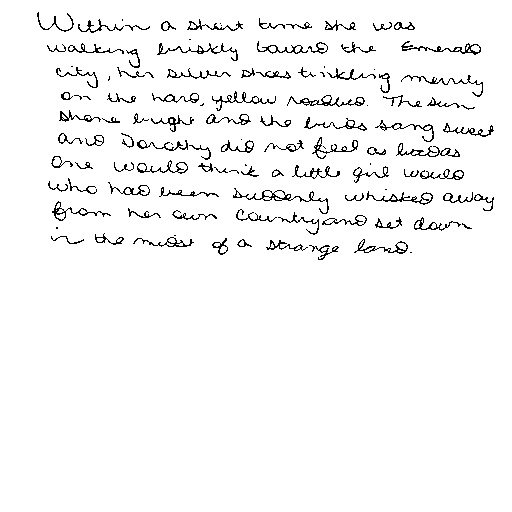 Within a short time she was
walking briskly toward the Emerald
city, her silver shoes tinkling merrily
on the hard, yellow roadbed. The sun
shone bright and the birds sang sweet
and Dorothy did not feel as bad as
one would think a little girl would
who had been suddenly whisked away
from her own country and set down
in the midst of a strange land.